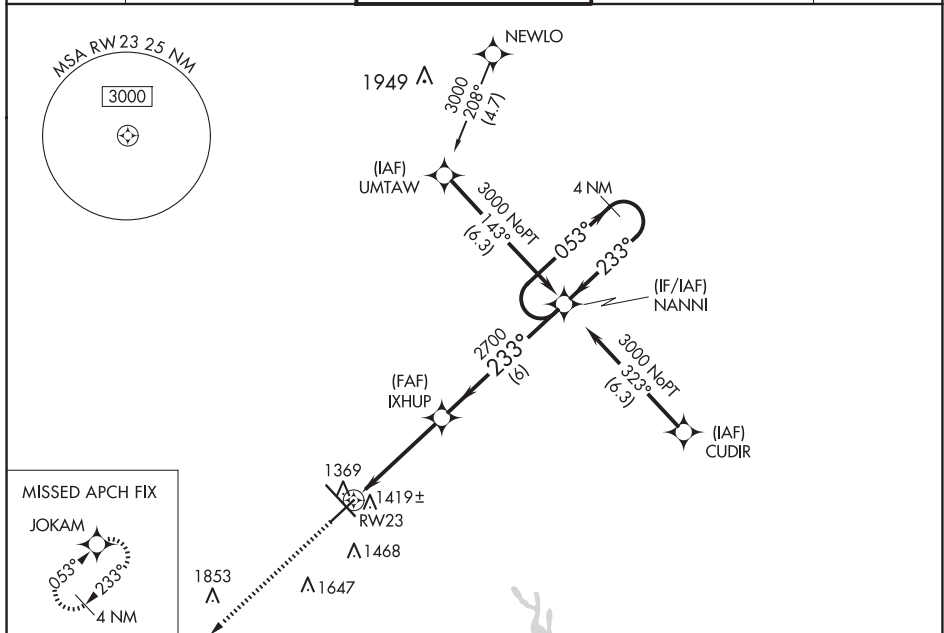 MSA RW23 25 NM
3000
NEWLO
1949
3000
208°
(4.7)
(IAF)
UMTAW
3000 NoPT
143°
(6.3)
4 NM
053°
233°
(IF/IAF)
NANNI
2700
233°
(6)
3000 NoPT
323°
(6.3)
(FAF)
IXHUP
(IAF)
CUDIR
1369
1419±
RW23
1468
1647
1853
MISSED APCH FIX
JOKAM
053°
233°
4 NM